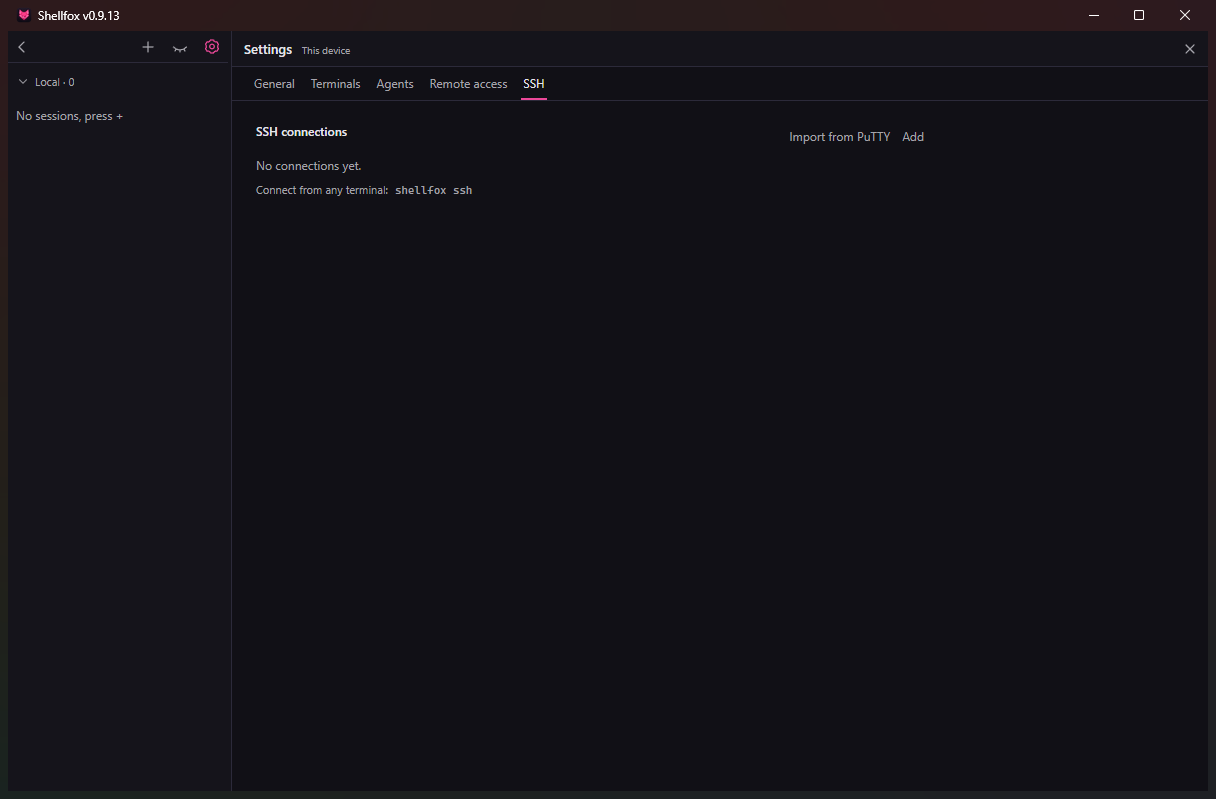 Shellfox v0.9.13
Settings This device
Local · 0
General Terminals Agents Remote access SSH
No sessions, press +
SSH connections
Import from PuTTY Add
No connections yet.
Connect from any terminal: shellfox ssh